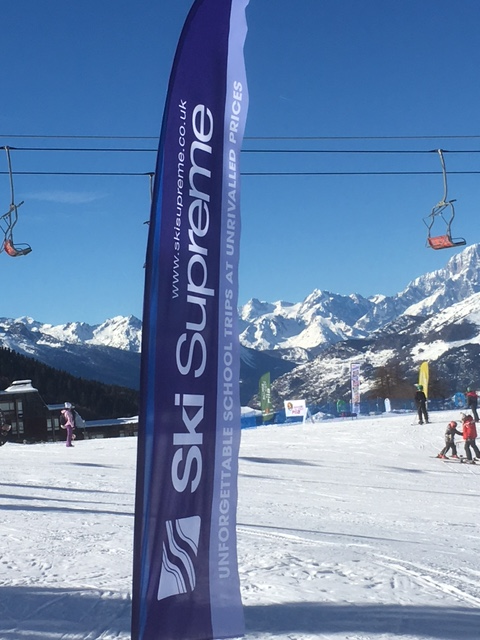 www.skisupreme.co.uk
Ski Supreme
UNFORGETTABLE SCHOOL TRIPS AT UNRIVALLED PRICES